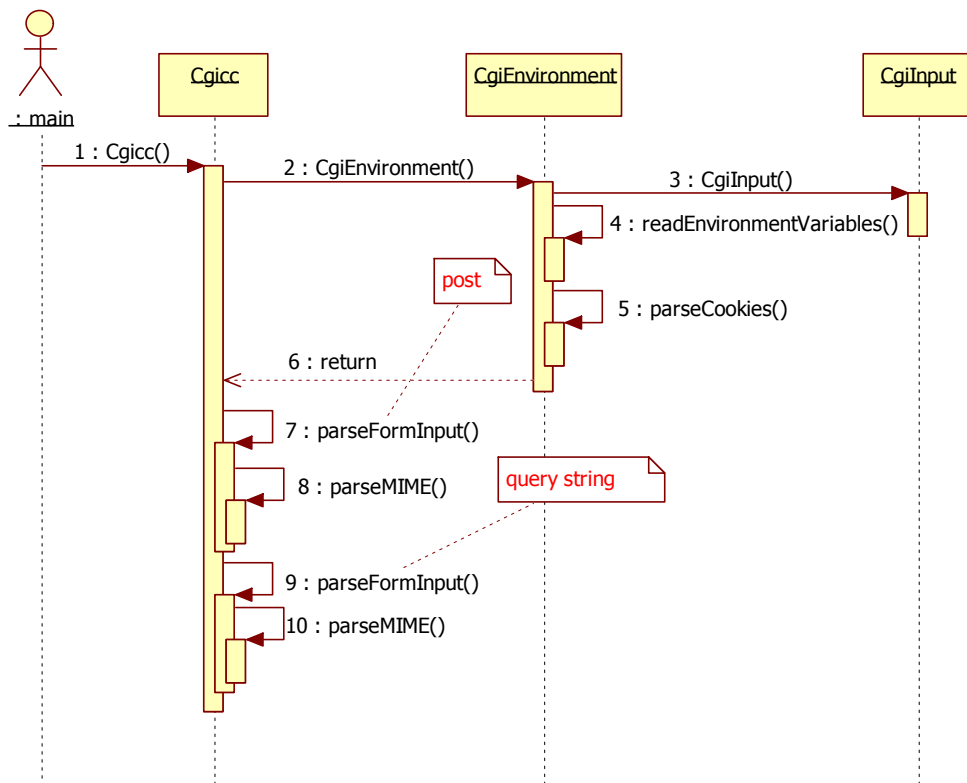 : main
Cgicc
CgiEnvironment
CgiInput
1 : Cgicc()
2 : CgiEnvironment()
3 : CgiInput()
4 : readEnvironmentVariables()
post
5 : parseCookies()
6 : return
7 : parseFormInput()
query string
8 : parseMIME()
9 : parseFormInput()
10 : parseMIME()